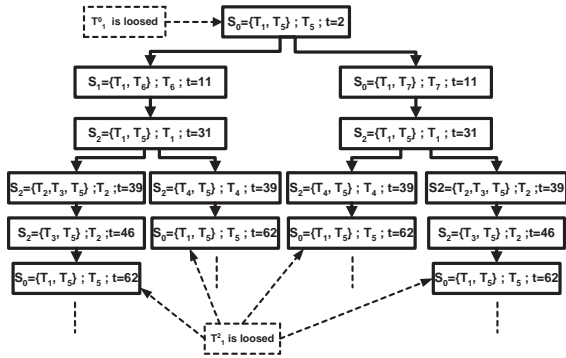 T⁰₁ is loosed
S₀={T₁, T₅} ; T₅ ; t=2
S₁={T₁, T₆} ; T₆ ; t=11
S₀={T₁, T₇} ; T₇ ; t=11
S₂={T₁, T₅} ; T₁ ; t=31
S₂={T₁, T₅} ; T₁ ; t=31
S₂={T₂,T₃, T₅} ;T₂ ;t=39
S₂={T₄, T₅} ; T₄ ; t=39
S₂={T₄, T₅} ; T₄ ; t=39
S2={T₂,T₃, T₅} ;T₂ ;t=39
S₂={T₃, T₅} ;T₂ ; t=46
S₀={T₁, T₅} ; T₅ ; t=62
S₀={T₁, T₅} ; T₅ ; t=62
S₂={T₃, T₅} ;T₂ ; t=46
S₀={T₁, T₅} ; T₅ ; t=62
S₀={T₁, T₅} ; T₅ ; t=62
T²₁ is loosed